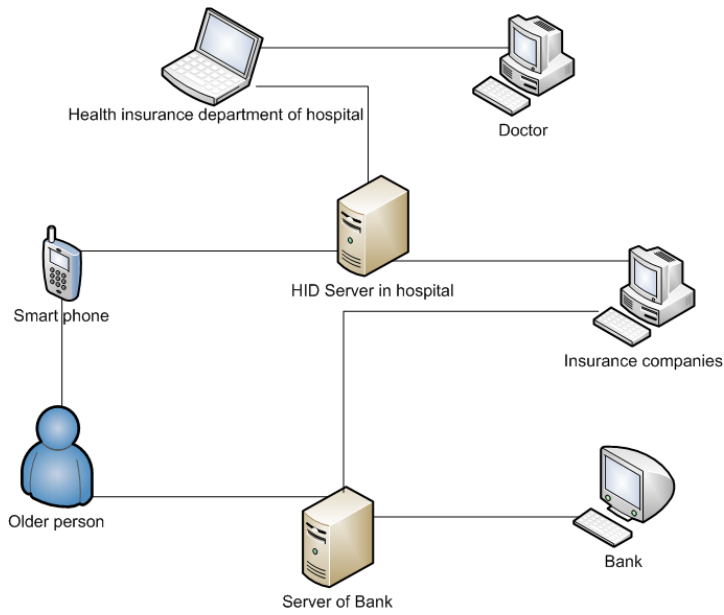 Health insurance department of hospital
Doctor
HID Server in hospital
Smart phone
Insurance companies
Older person
Bank
Server of Bank